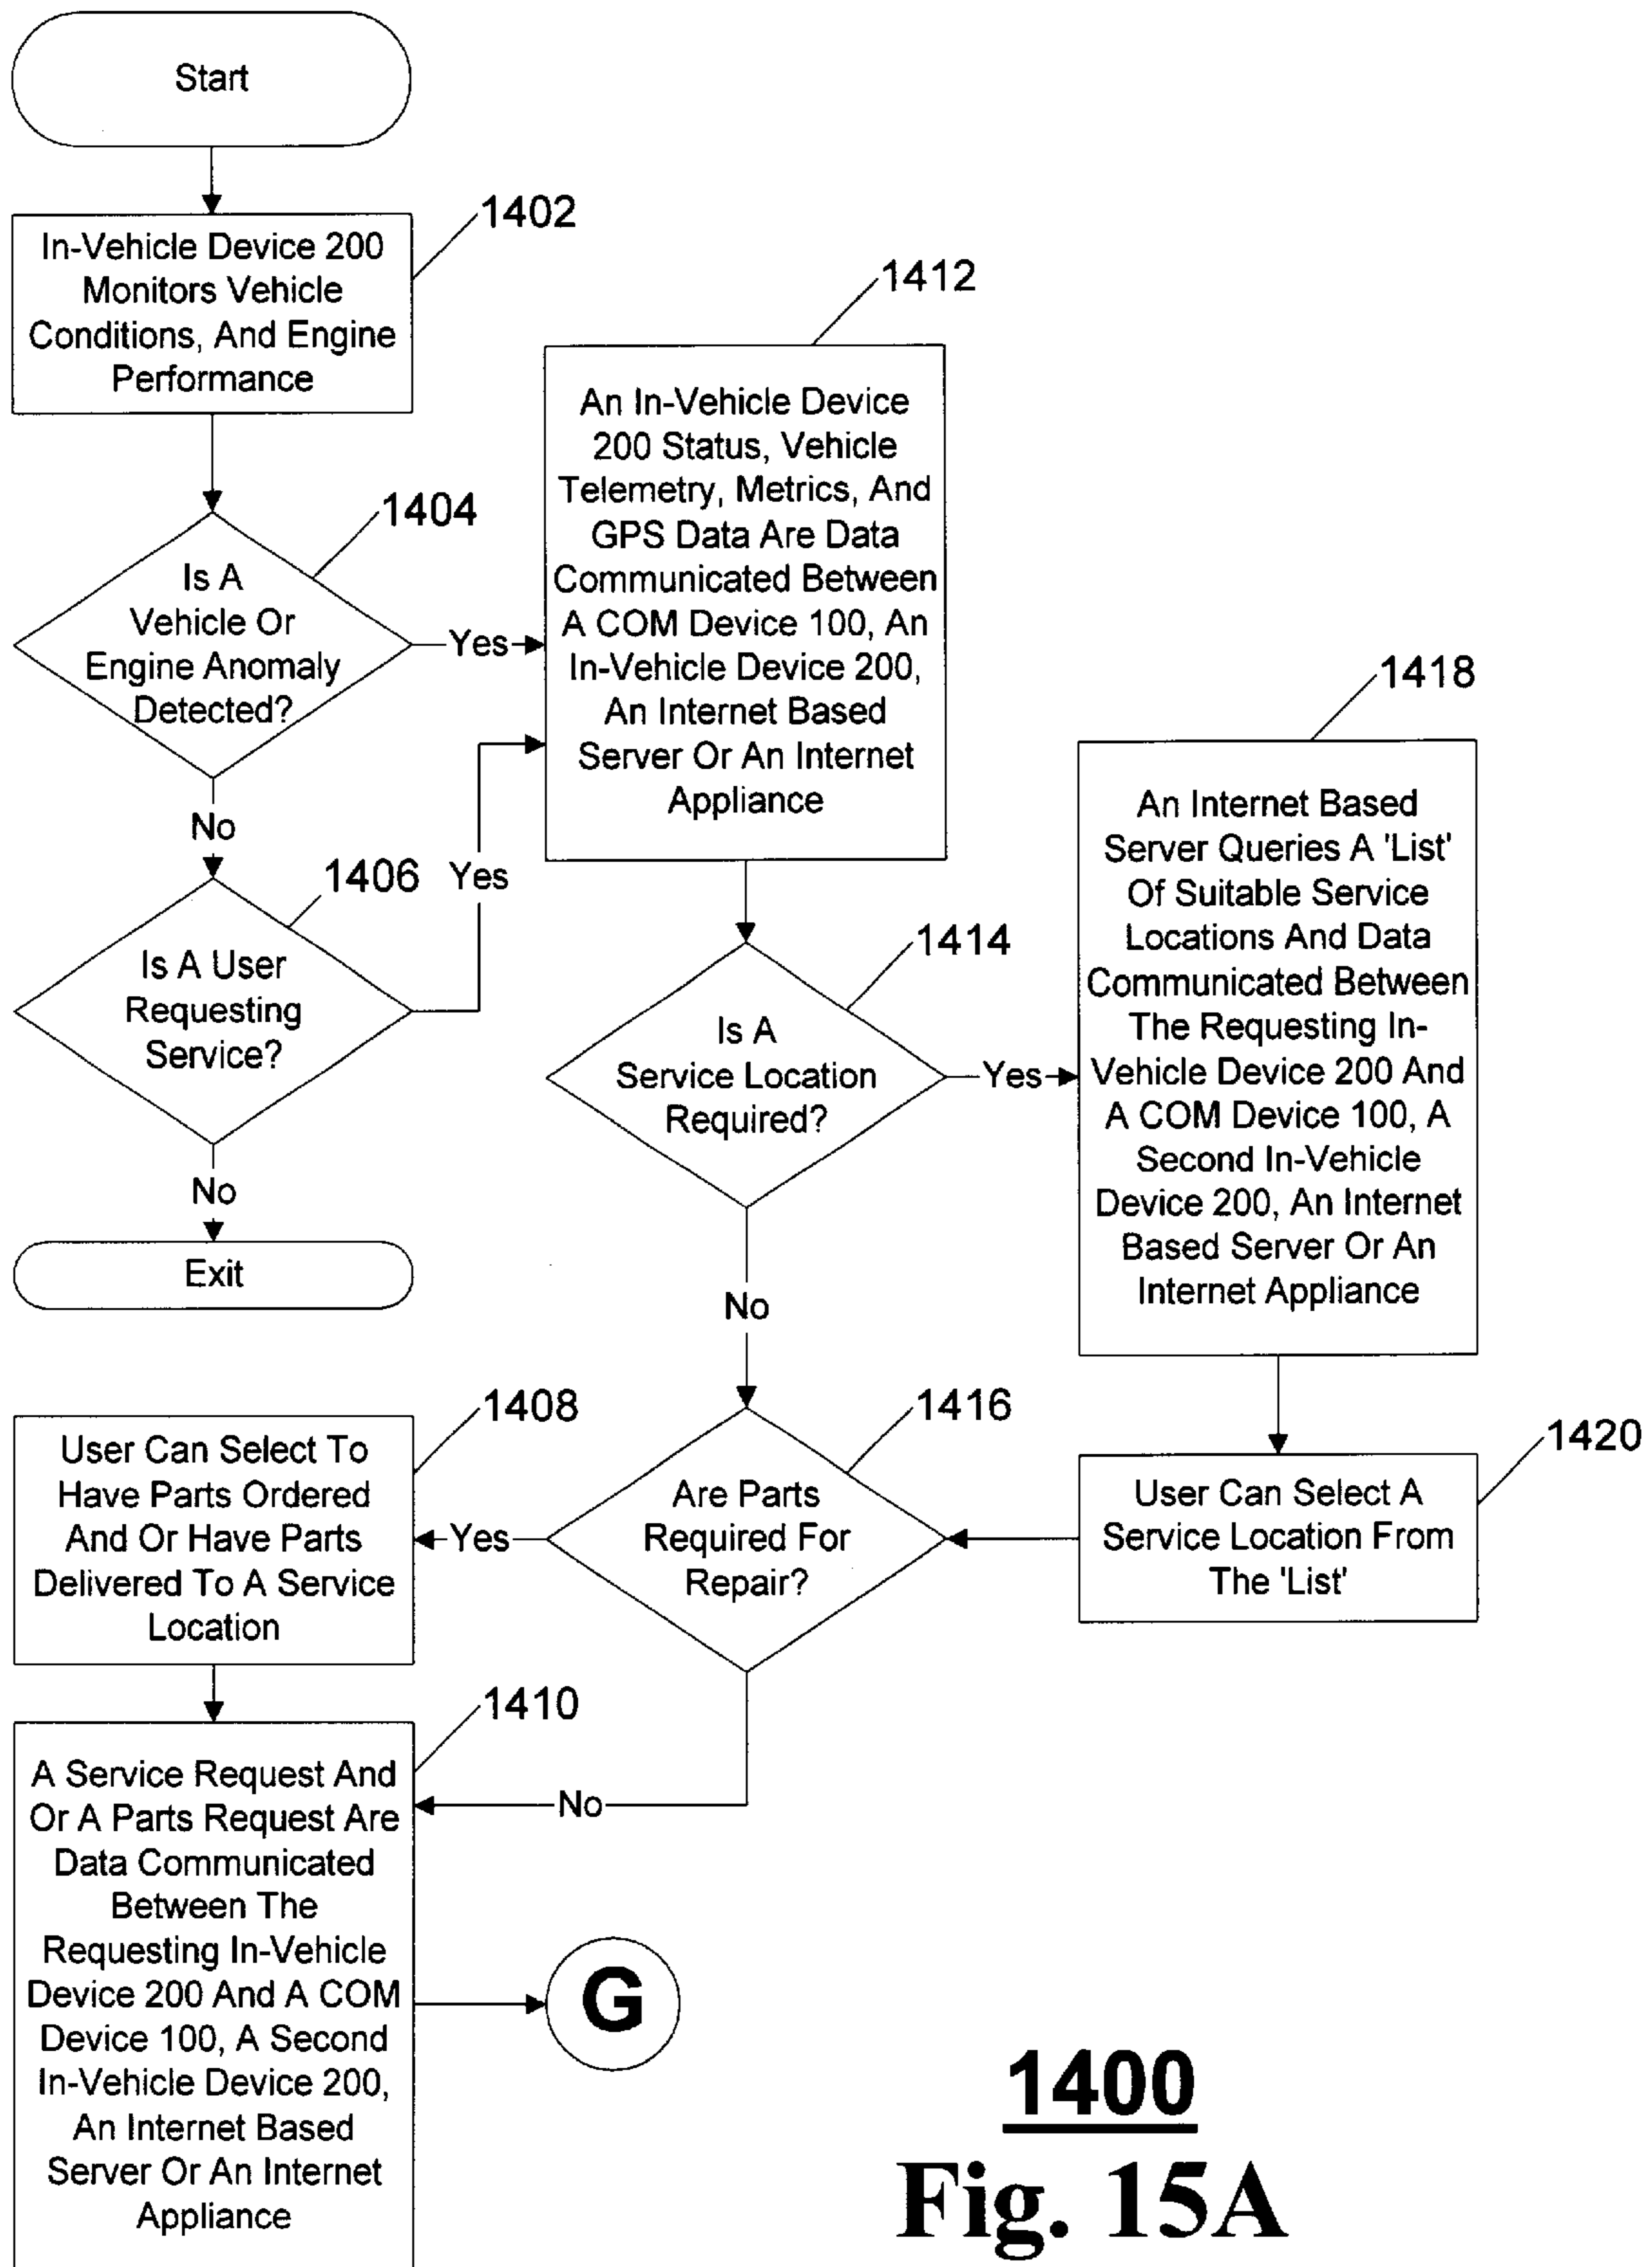 Start
1402
In-Vehicle Device 200
Monitors Vehicle
Conditions, And Engine
Performance
1404
Is A
Vehicle Or
Engine Anomaly
Detected?
Yes
No
1406
Is A User
Requesting
Service?
Yes
No
Exit
1412
An In-Vehicle Device
200 Status, Vehicle
Telemetry, Metrics, And
GPS Data Are Data
Communicated Between
A COM Device 100, An
In-Vehicle Device 200,
An Internet Based
Server Or An Internet
Appliance
1414
Is A
Service Location
Required?
Yes
No
1418
An Internet Based
Server Queries A 'List'
Of Suitable Service
Locations And Data
Communicated Between
The Requesting In-
Vehicle Device 200 And
A COM Device 100, A
Second In-Vehicle
Device 200, An Internet
Based Server Or An
Internet Appliance
1420
User Can Select A
Service Location From
The 'List'
1416
Are Parts
Required For
Repair?
Yes
No
1408
User Can Select To
Have Parts Ordered
And Or Have Parts
Delivered To A Service
Location
1410
A Service Request And
Or A Parts Request Are
Data Communicated
Between The
Requesting In-Vehicle
Device 200 And A COM
Device 100, A Second
In-Vehicle Device 200,
An Internet Based
Server Or An Internet
Appliance
G
1400
Fig. 15A